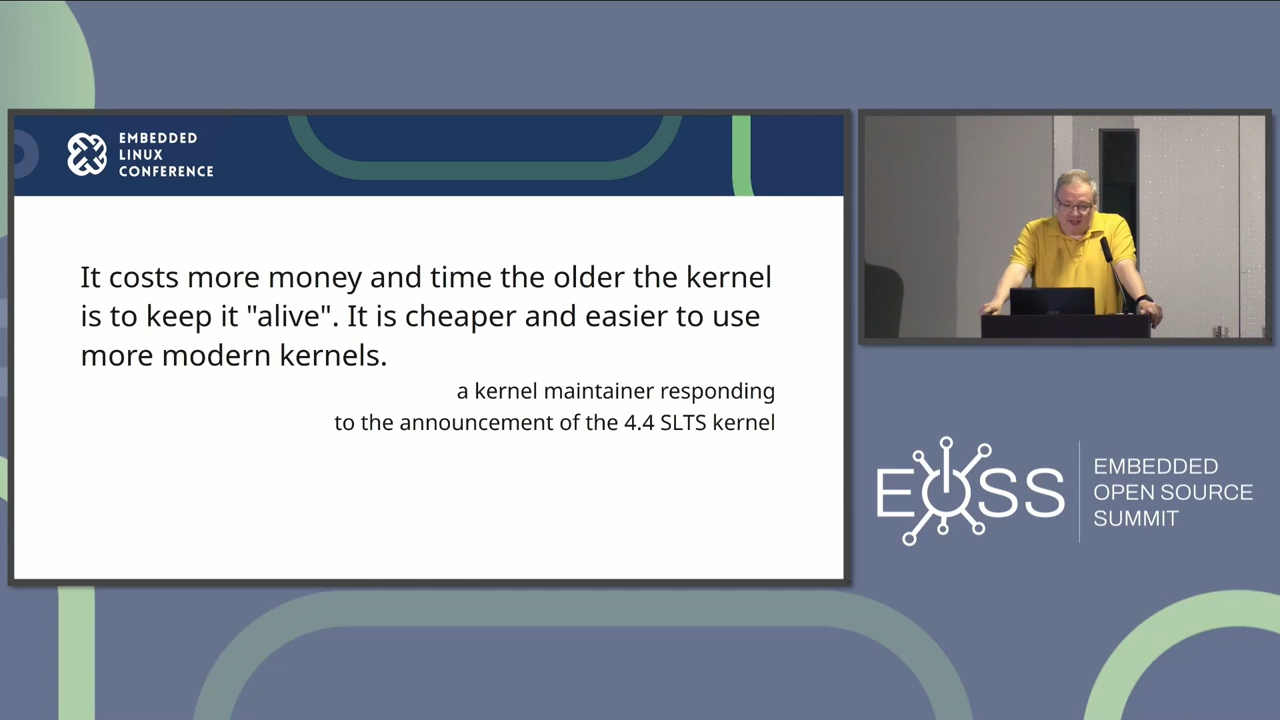 EMBEDDED
LINUX
CONFERENCE
It costs more money and time the older the kernel
is to keep it "alive". It is cheaper and easier to use
more modern kernels.
a kernel maintainer responding
to the announcement of the 4.4 SLTS kernel
EOSS
EMBEDDED
OPEN SOURCE
SUMMIT